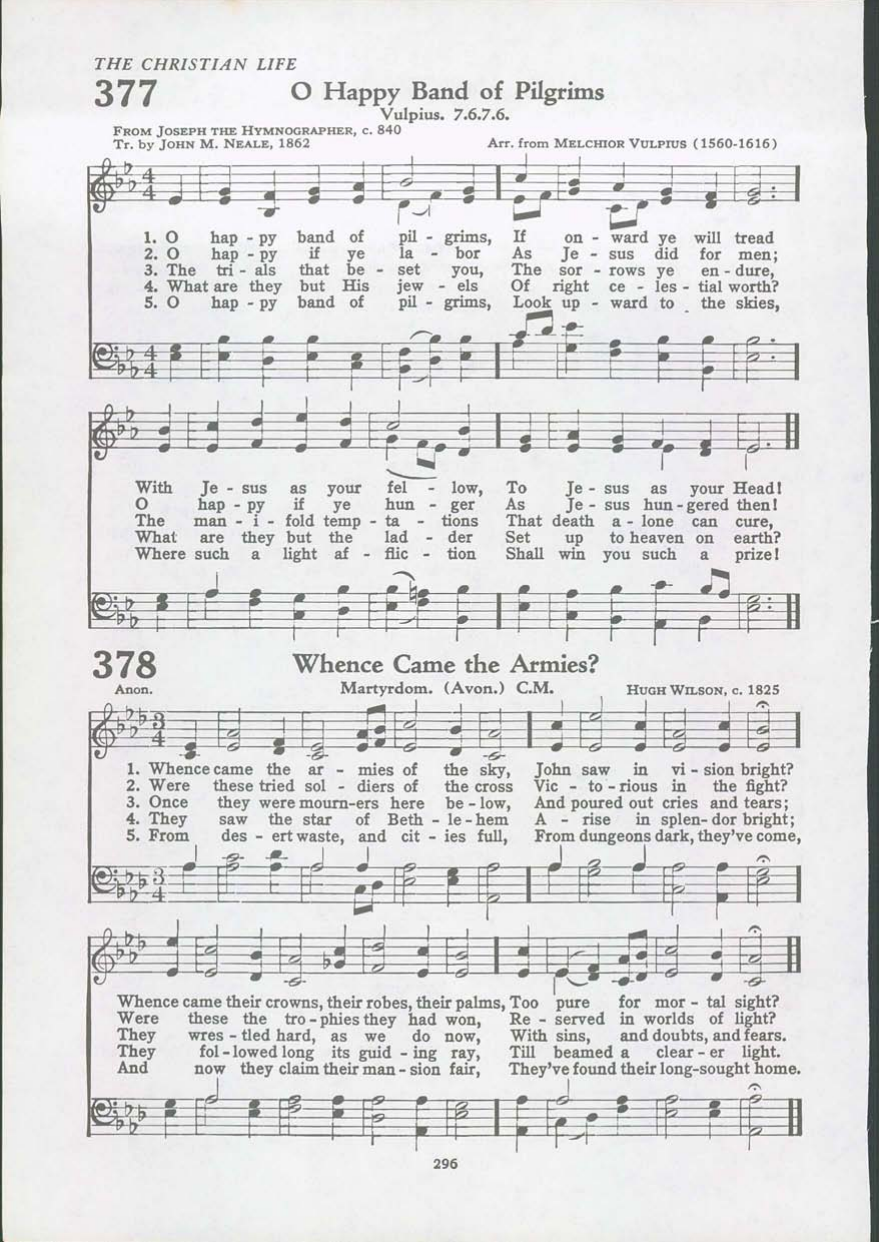 THE CHRISTIAN LIFE
377 O Happy Band of Pilgrims
Vulpius. 7.6.7.6.
FROM JOSEPH THE HYMNOGRAPHER, c. 840
Tr. by JOHN M. NEALE, 1862 Arr. from MELCHIOR VULPIUS (1560-1616)
1. O hap - py band of pil - grims, If on - ward ye will tread
2. O hap - py if ye la - bor As Je - sus did for men;
3. The tri - als that be - set you, The sor - rows ye en - dure,
4. What are they but His jew - els Of right ce - les - tial worth?
5. O hap - py band of pil - grims, Look up - ward to the skies,
With Je - sus as your fel - low, To Je - sus as your Head!
O hap - py if ye hun - ger As Je - sus hun - gered then!
The man - i - fold temp - ta - tions That death a - lone can cure,
What are they but the lad - der Set up to heaven on earth?
Where such a light af - flic - tion Shall win you such a prize!
378 Whence Came the Armies?
Anon. Martyrdom. (Avon.) C.M. HUGH WILSON, c. 1825
1. Whence came the ar - mies of the sky, John saw in vi - sion bright?
2. Were these tried sol - diers of the cross Vic - to - rious in the fight?
3. Once they were mourn-ers here be - low, And poured out cries and tears;
4. They saw the star of Beth - le - hem A - rise in splen- dor bright;
5. From des - ert waste, and cit - ies full, From dungeons dark, they've come,
Whence came their crowns, their robes, their palms, Too pure for mor - tal sight?
Were these the tro - phies they had won, Re - served in worlds of light?
They wres - tled hard, as we do now, With sins, and doubts, and fears.
They fol - lowed long its guid - ing ray, Till beamed a clear - er light.
And now they claim their man - sion fair, They've found their long-sought home.
296